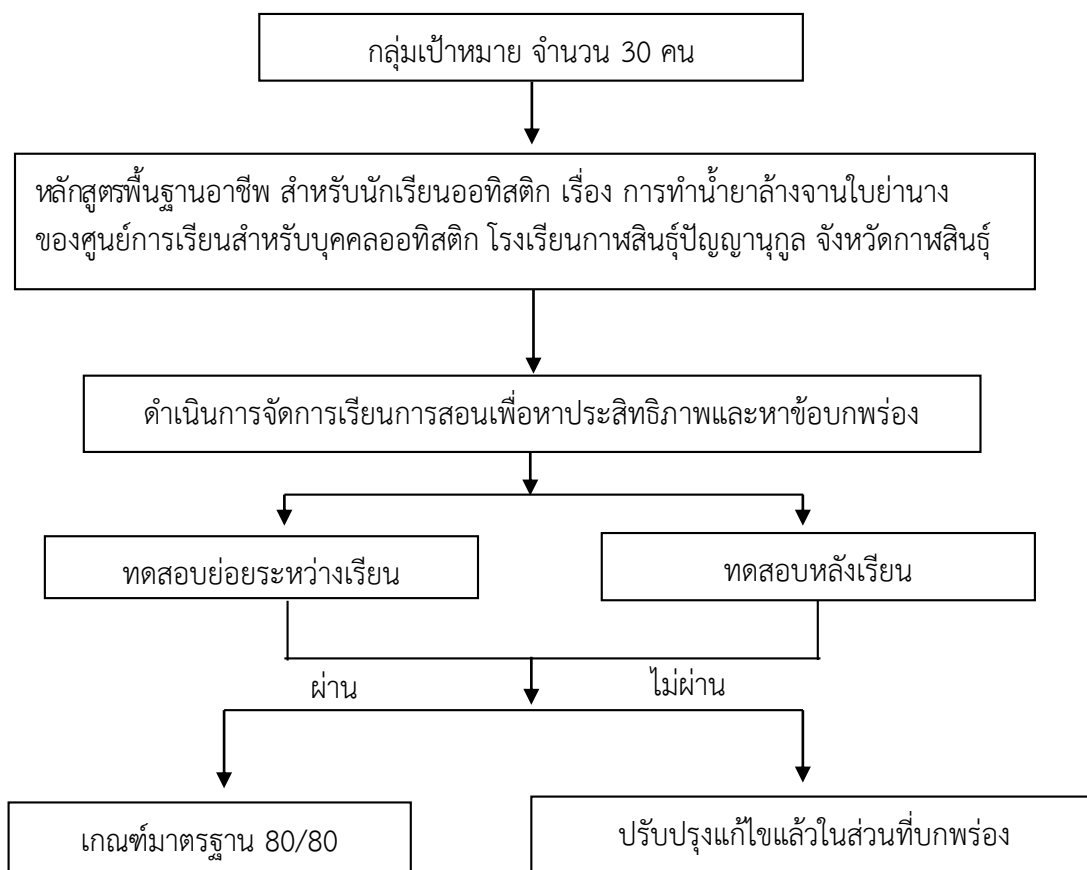 กลุ่มเป้าหมาย จำนวน 30 คน
หลักสูตรพื้นฐานอาชีพ สำหรับนักเรียนออทิสติก เรื่อง การทำน้ำยาล้างจานใบย่านาง
ของศูนย์การเรียนสำหรับบุคคลออทิสติก โรงเรียนกาฬสินธุ์ปัญญานุกูล จังหวัดกาฬสินธุ์
ดำเนินการจัดการเรียนการสอนเพื่อหาประสิทธิภาพและหาข้อบกพร่อง
ทดสอบย่อยระหว่างเรียน
ทดสอบหลังเรียน
ผ่าน
ไม่ผ่าน
เกณฑ์มาตรฐาน 80/80
ปรับปรุงแก้ไขแล้วในส่วนที่บกพร่อง